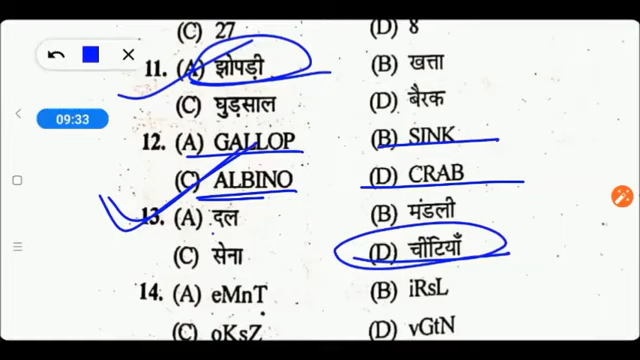 (C) 27 (D) 8
11. (A) झोपड़ी (B) खत्ता
09:33
(C) घुड़साल (D) बैरक
12. (A) GALLOP (B) SINK
(C) ALBINO (D) CRAB
13. (A) दल (B) मंडली
(C) सेना (D) चींटियाँ
14. (A) eMnT (B) iRsL
(C) oKsZ (D) vGtN